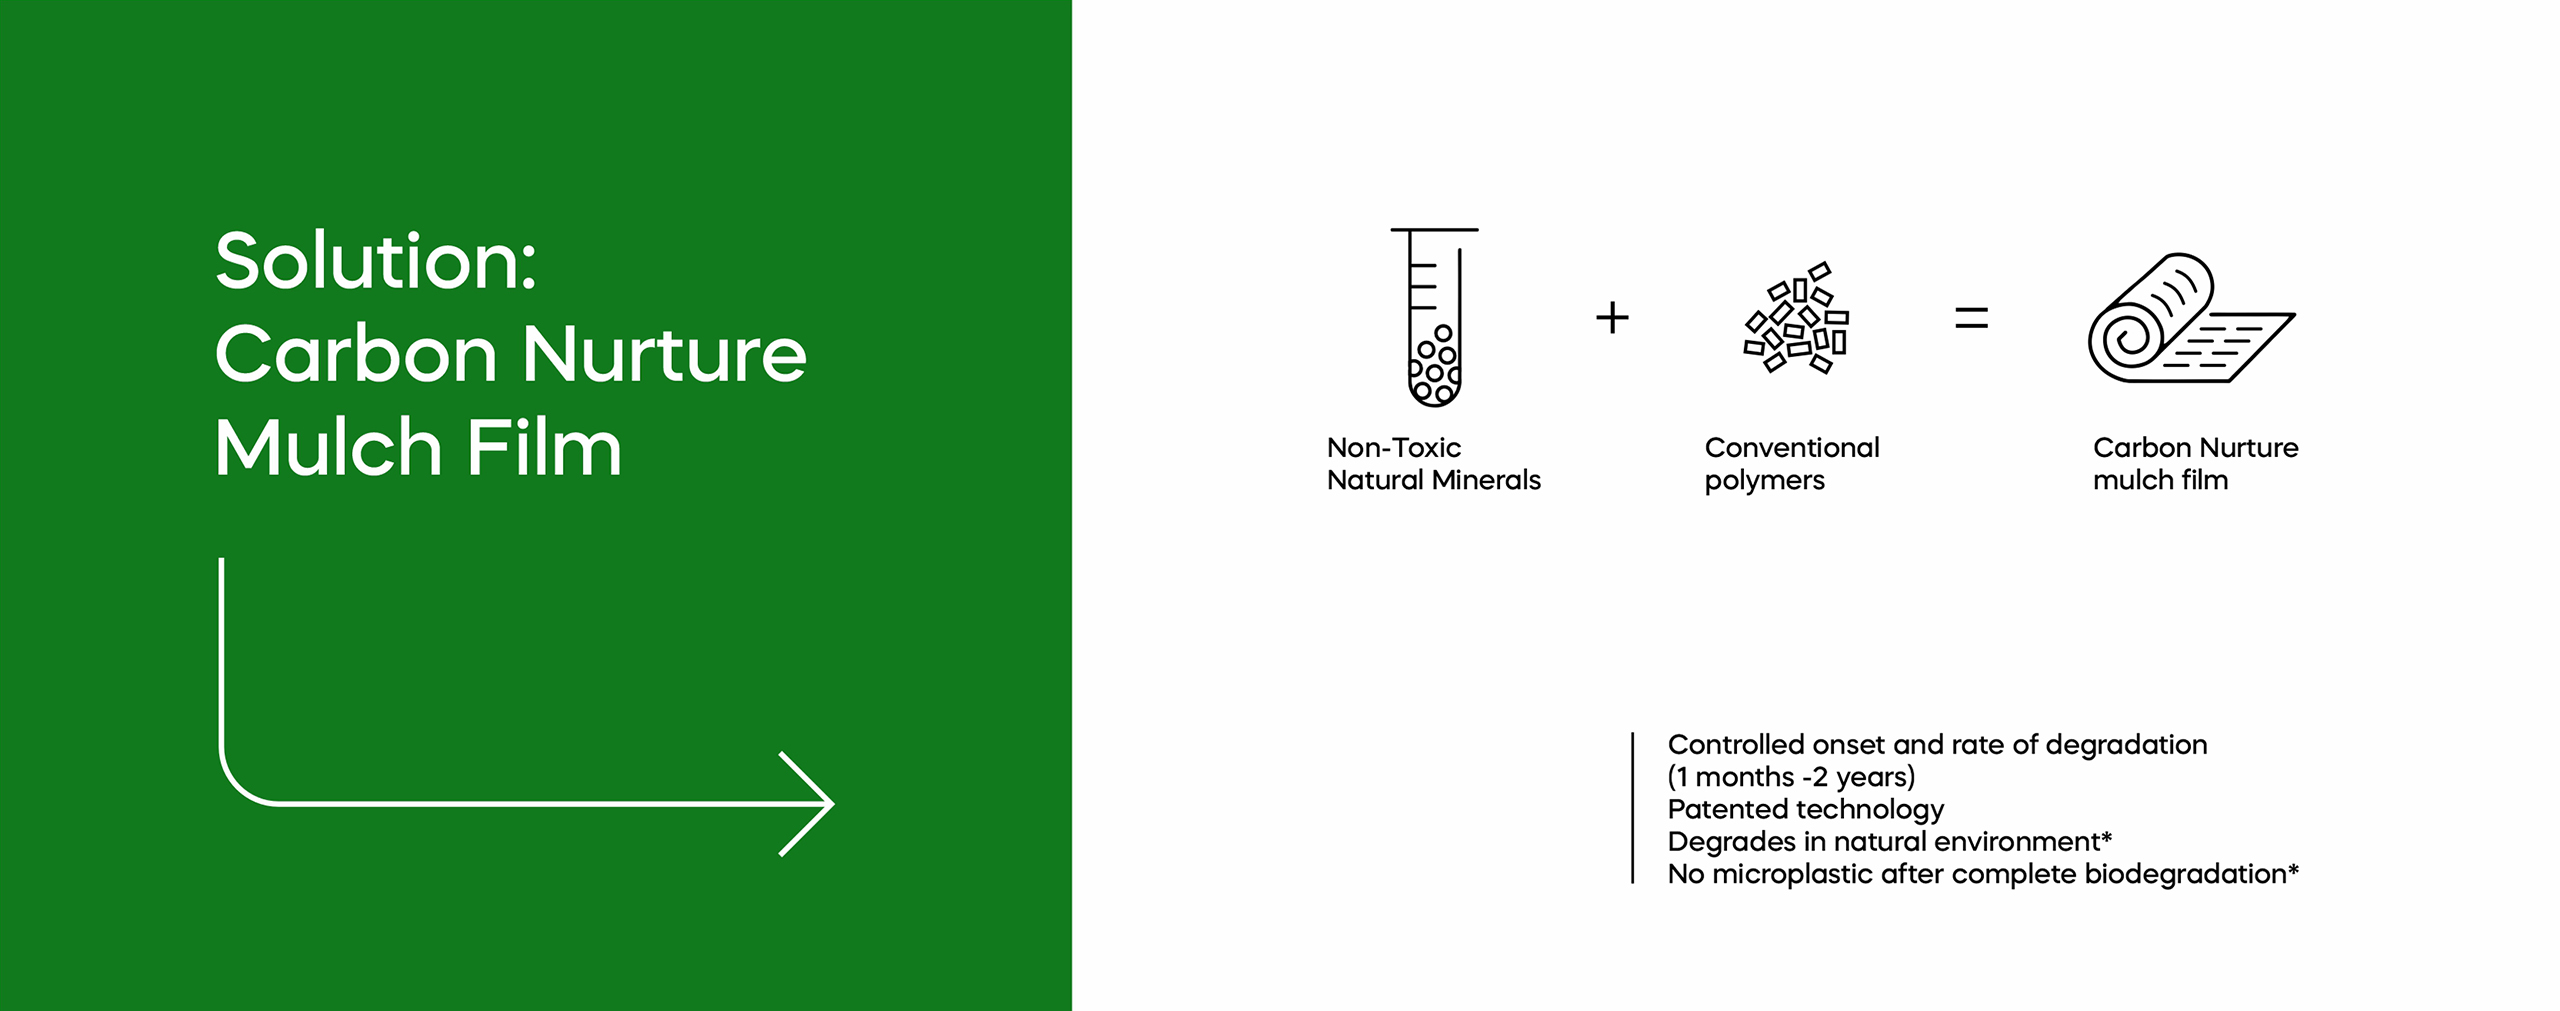 Solution:
Carbon Nurture
Mulch Film
+
=
Non-Toxic
Natural Minerals
Conventional
polymers
Carbon Nurture
mulch film
Controlled onset and rate of degradation
(1 months -2 years)
Patented technology
Degrades in natural environment*
No microplastic after complete biodegradation*